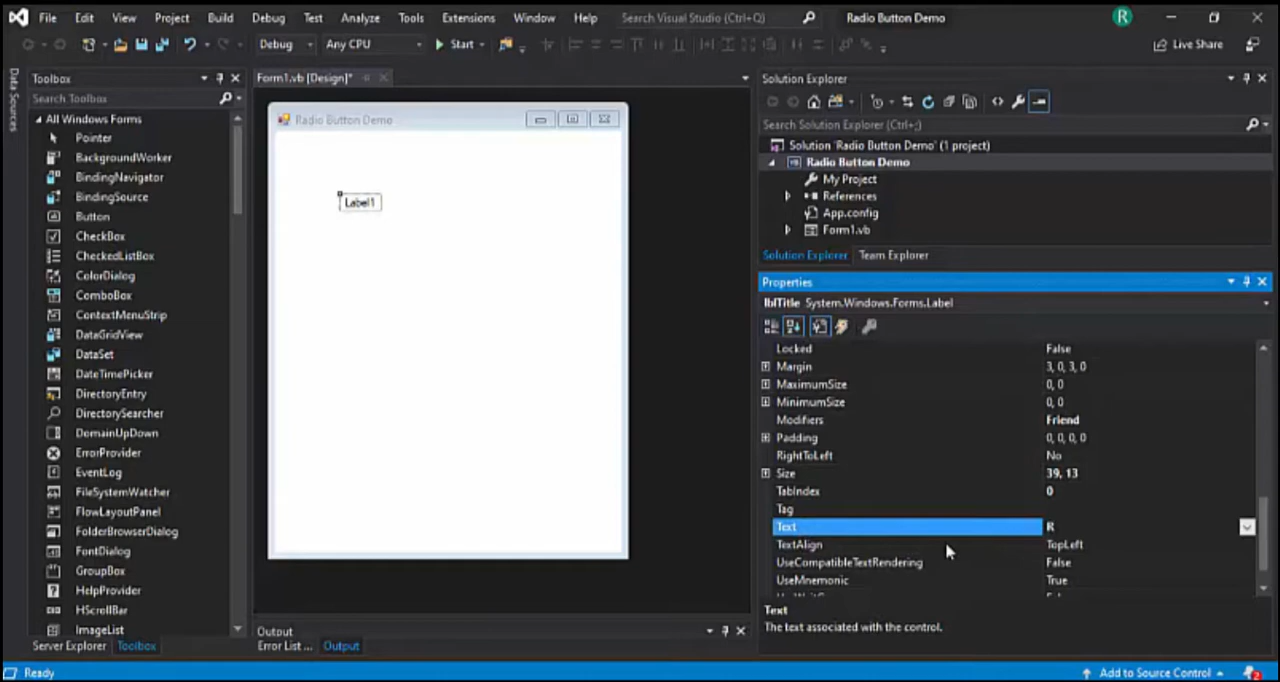 File Edit View Project Build Debug Test Analyze Tools Extensions Window Help Search Visual Studio (Ctrl+Q) Radio Button Demo R
Debug Any CPU Start Live Share
Data Sources
Toolbox
Search Toolbox
All Windows Forms
Pointer
BackgroundWorker
BindingNavigator
BindingSource
Button
CheckBox
CheckedListBox
ColorDialog
ComboBox
ContextMenuStrip
DataGridView
DataSet
DateTimePicker
DirectoryEntry
DirectorySearcher
DomainUpDown
ErrorProvider
EventLog
FileSystemWatcher
FlowLayoutPanel
FolderBrowserDialog
FontDialog
GroupBox
HelpProvider
HScrollBar
ImageList
Server Explorer Toolbox
Form1.vb [Design]*
Radio Button Demo
Label1
Output
Error List ... Output
Solution Explorer
Search Solution Explorer (Ctrl+;)
Solution 'Radio Button Demo' (1 project)
Radio Button Demo
My Project
References
App.config
Form1.vb
Solution Explorer Team Explorer
Properties
lblTitle System.Windows.Forms.Label
Locked False
Margin 3, 0, 3, 0
MaximumSize 0, 0
MinimumSize 0, 0
Modifiers Friend
Padding 0, 0, 0, 0
RightToLeft No
Size 39, 13
TabIndex 0
Tag
Text R
TextAlign TopLeft
UseCompatibleTextRendering False
UseMnemonic True
Text
The text associated with the control.
Ready Add to Source Control 2